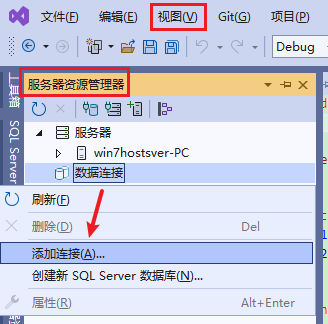 文件(F) 编辑(E) 视图(V) Git(G) 项目(P)
Debug
服务器资源管理器
工具箱
SQL Server
服务器
win7hostsver-PC
数据连接
刷新(F)
删除(D) Del
添加连接(A)...
创建新 SQL Server 数据库(N)...
属性(R) Alt+Enter